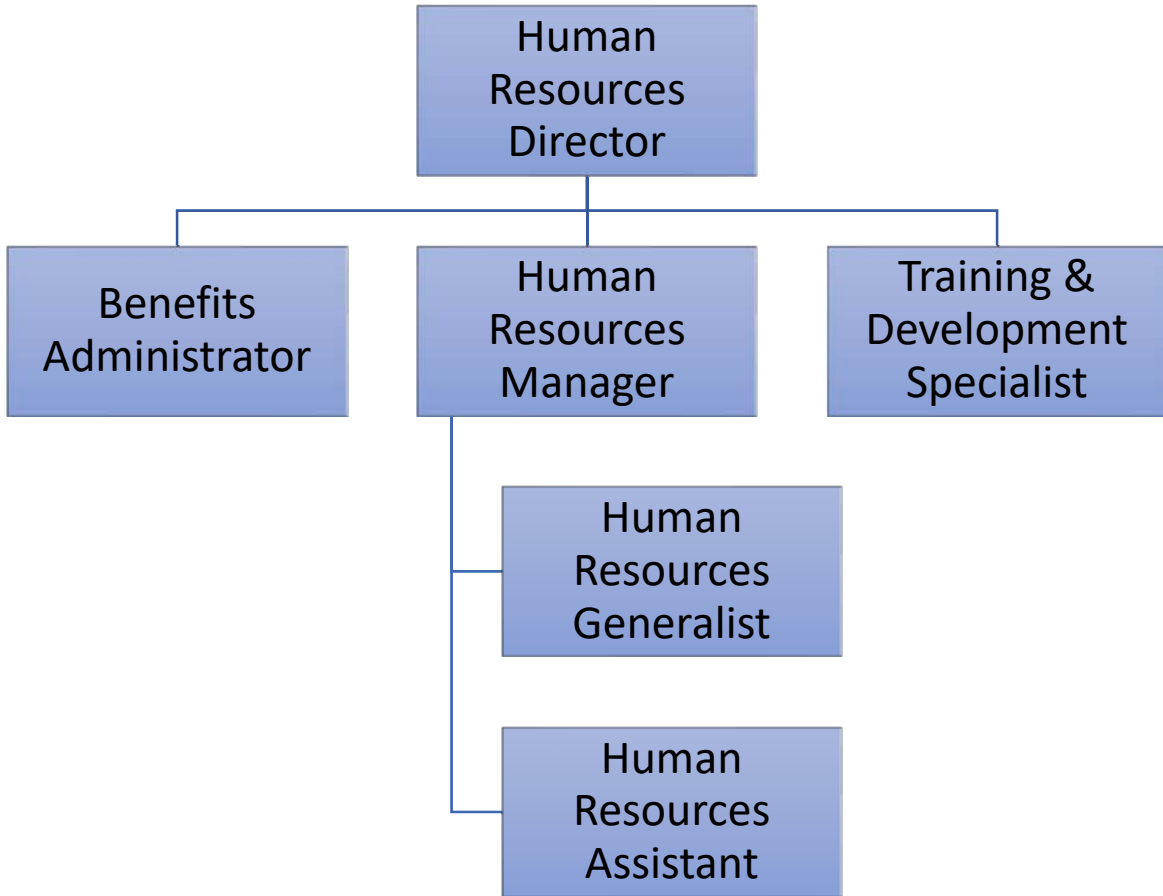 Human
Resources
Director
Benefits
Administrator
Human
Resources
Manager
Training &
Development
Specialist
Human
Resources
Generalist
Human
Resources
Assistant